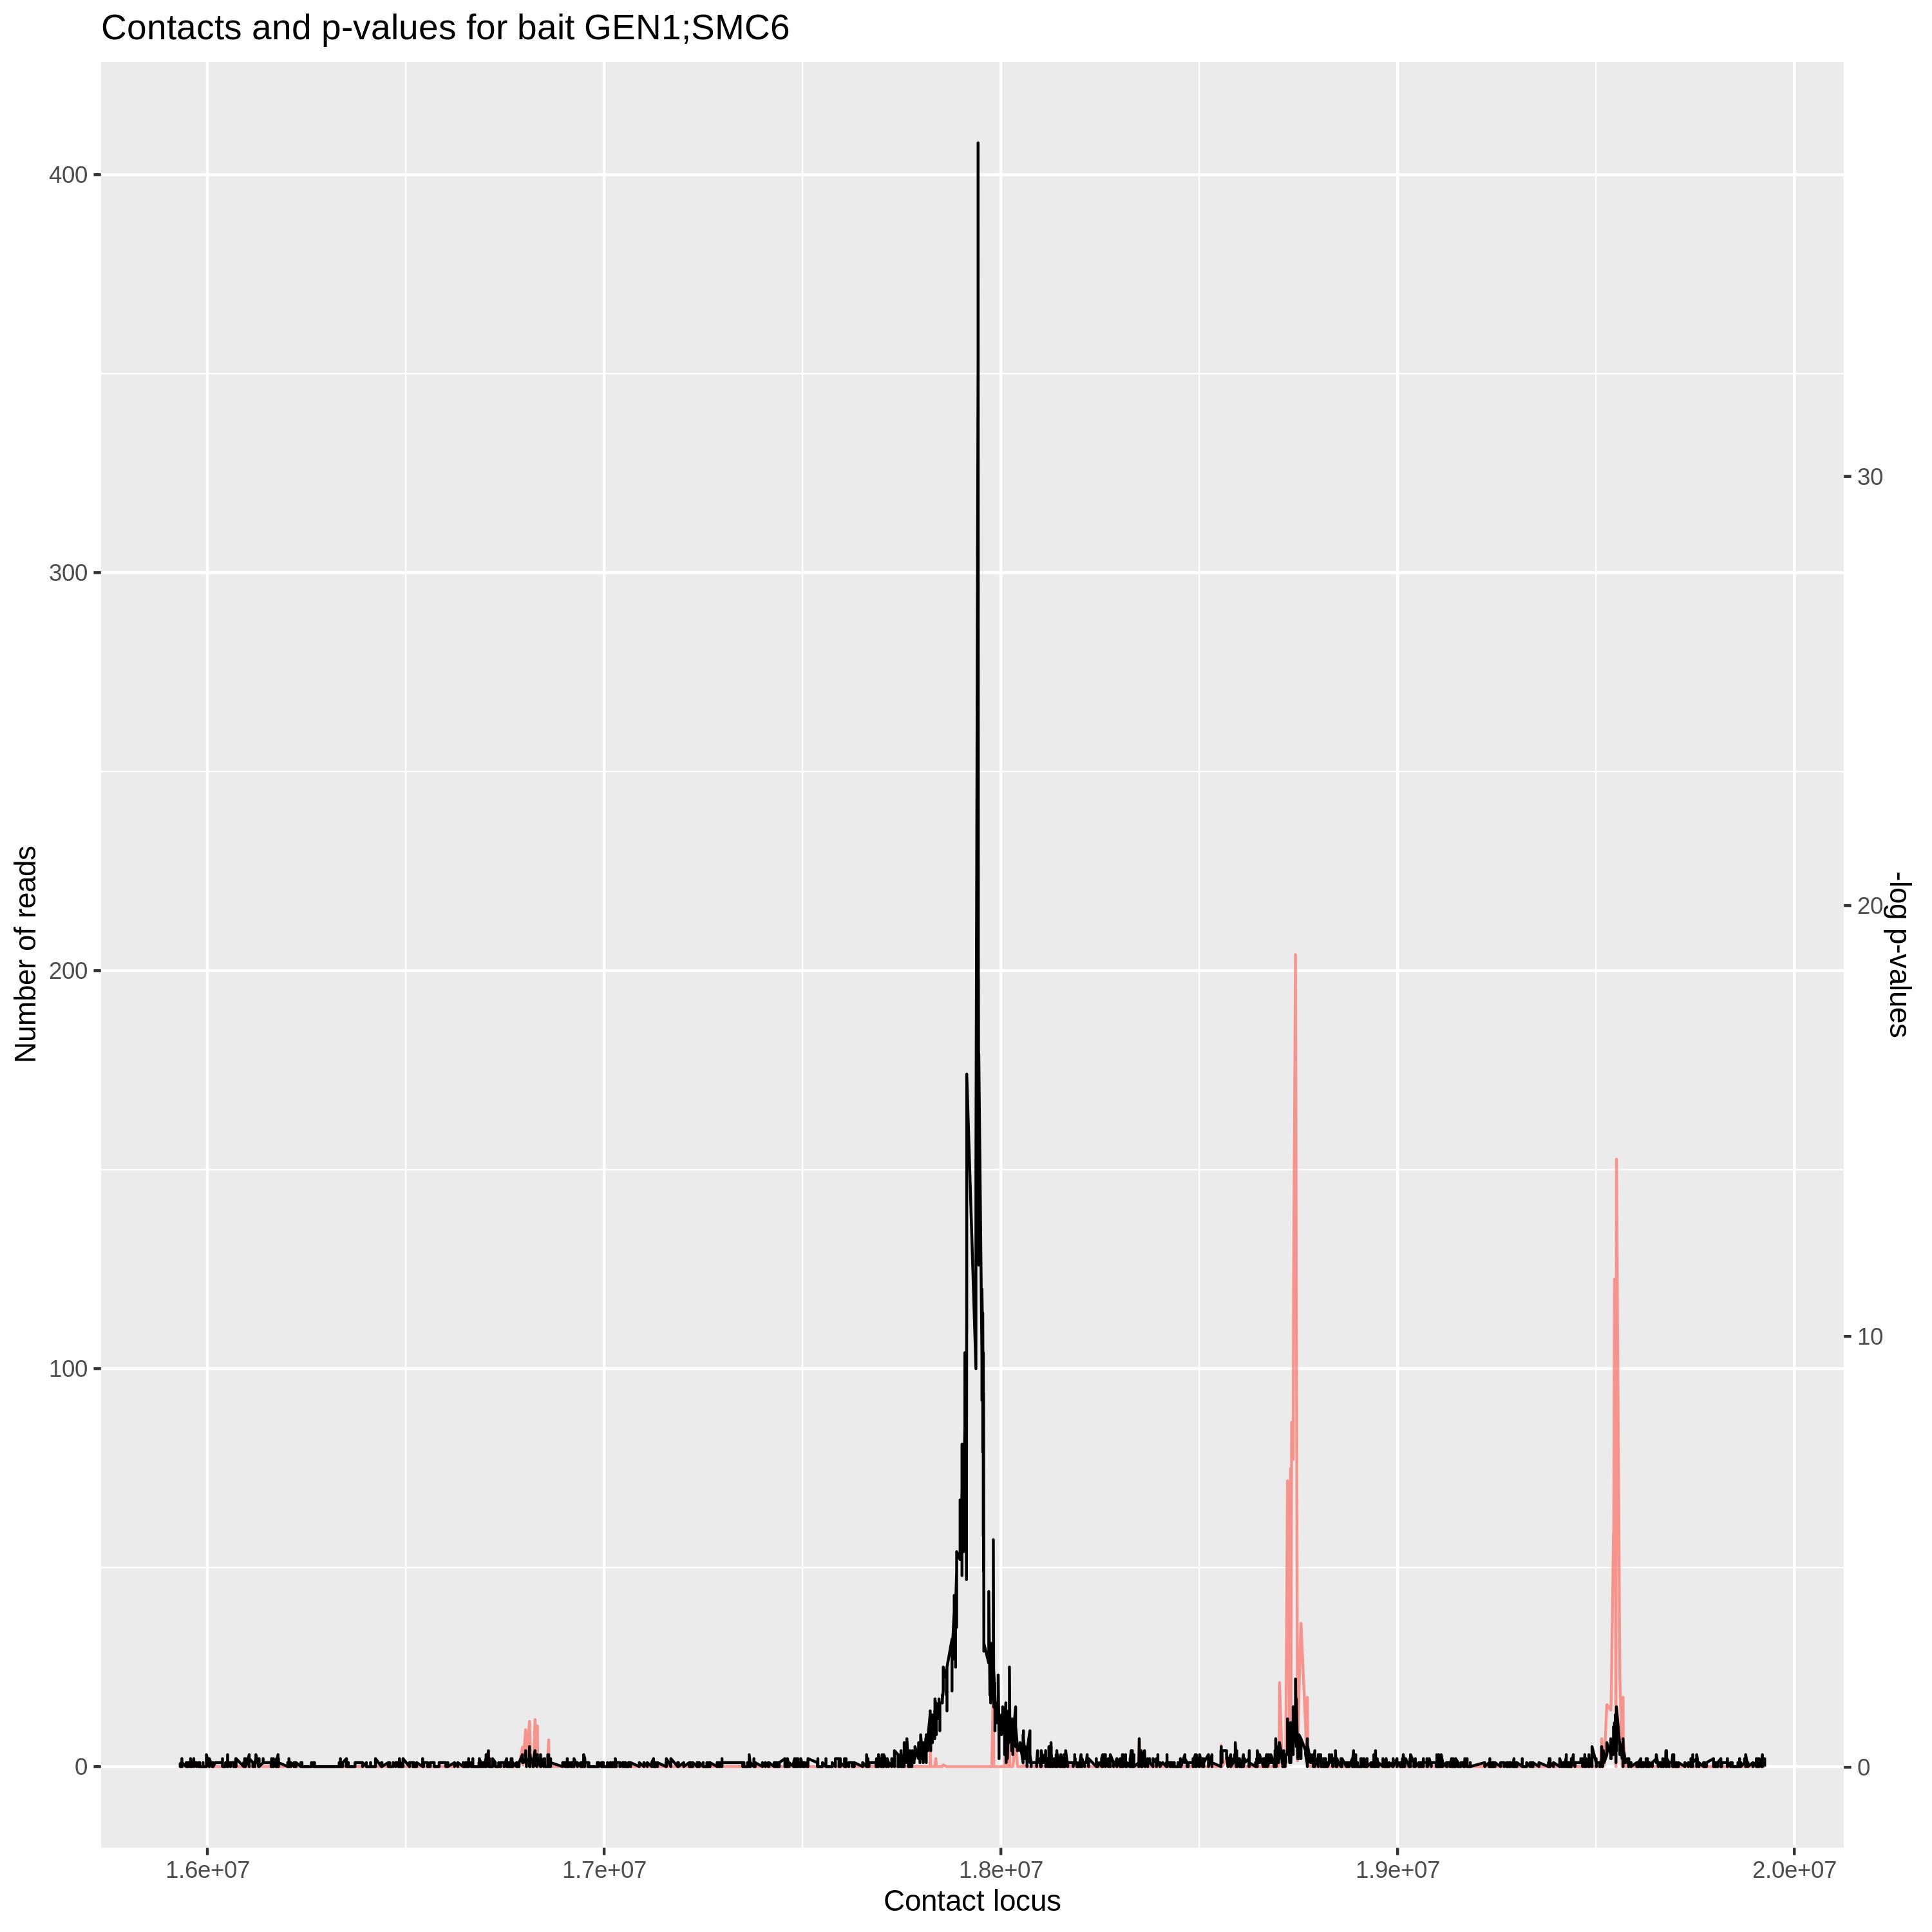 Contacts and p-values for bait GEN1;SMC6
400
300
200
100
0
Number of reads
30
20
10
0
-log p-values
1.6e+07
1.7e+07
1.8e+07
1.9e+07
2.0e+07
Contact locus